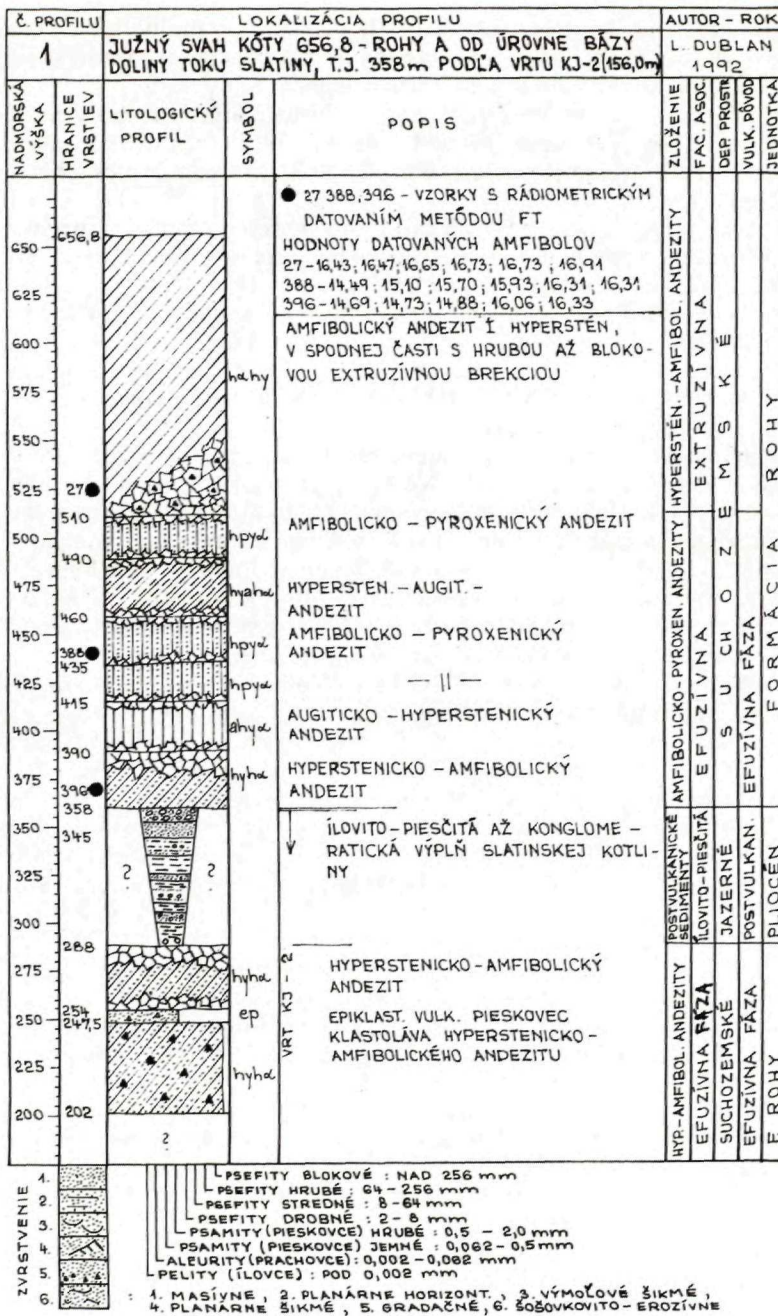 Č. PROFILU
LOKALIZÁCIA PROFILU
AUTOR - ROK
1
JUŽNÝ SVAH KÓTY 656,8 - ROHY A OD ÚROVNE BÁZY
DOLINY TOKU SLATINY, T.J. 358 m PODĽA VRTU KJ-2 (156,0m)
L. DUBLAN
1992
NADMORSKÁ
VÝŠKA
HRANICE
VRSTIEV
LITOLOGICKÝ
PROFIL
SYMBOL
POPIS
ZLOŽENIE
FAC. ASOC.
DEP. PROSTR.
VULK. PÔVOD
JEDNOTKA
27, 388, 396 - VZORKY S RÁDIOMETRICKÝM
DATOVANÍM METÓDOU FT
HODNOTY DATOVANÝCH AMFIBOLOV
27-16,43; 16,47; 16,65; 16,73; 16,73; 16,91
388-14,49; 15,10; 15,70; 15,93; 16,31; 16,31
396-14,69; 14,73; 14,88; 16,06; 16,33
AMFIBOLICKÝ ANDEZIT Ī HYPERSTÉN,
V SPODNEJ ČASTI S HRUBOU AŽ BLOKO-
VOU EXTRUZÍVNOU BREKCIOU
AMFIBOLICKO - PYROXENICKÝ ANDEZIT
HYPERSTEN. - AUGIT. -
ANDEZIT
AMFIBOLICKO - PYROXENICKÝ
ANDEZIT
— || —
AUGITICKO - HYPERSTENICKÝ
ANDEZIT
HYPERSTENICKO - AMFIBOLICKÝ
ANDEZIT
ÍLOVITO - PIESČITÁ AŽ KONGLOME -
RATICKÁ VÝPLŇ SLATINSKEJ KOTLI-
NY
HYPERSTENICKO - AMFIBOLICKÝ
ANDEZIT
EPIKLAST. VULK. PIESKOVEC
KLASTOLÁVA HYPERSTENICKO -
- AMFIBOLICKÉHO ANDEZITU
VRT KJ - 2
650
625
600
575
550
525
500
475
450
425
400
375
350
325
300
275
250
225
200
656,8
27
510
490
460
388
435
415
390
396
358
345
288
254
247,5
202
?
?
?
hahy
hpyα
hyahα
hpyα
hpyα
ahyα
hyhα
hyhα
ep
hyhα
HYPERSTÉN. - AMFIBOL. ANDEZITY
AMFIBOLICKO - PYROXEN. ANDEZITY
POSTVULKANICKÉ
SEDIMENTY
HYP.- AMFIBOL. ANDEZITY
EXTRUZÍVNA
EFUZÍVNA
ÍLOVITO - PIESČITÁ
EFUZÍVNA FÁZA
SUCHOZEMSKÉ
JAZERNÉ
SUCHOZEMSKÉ
EFUZÍVNA FÁZA
POSTVULKAN.
EFUZÍVNA FÁZA
FORMÁCIA ROHY
PLIOCÉN
F. ROHY
ZVRSTVENIE
1.
2.
3.
4.
5.
6.
PSEFITY BLOKOVÉ : NAD 256 mm
PSEFITY HRUBÉ : 64 - 256 mm
PSEFITY STREDNÉ : 8 - 64 mm
PSEFITY DROBNÉ : 2 - 8 mm
PSAMITY (PIESKOVCE) HRUBÉ : 0,5 - 2,0 mm
PSAMITY (PIESKOVCE) JEMNÉ : 0,062 - 0,5 mm
ALEURITY (PRACHOVCE) : 0,002 - 0,062 mm
PELITY (ÍLOVCE) : POD 0,002 mm
: 1. MASÍVNE , 2. PLANÁRNE HORIZONT. , 3. VÝMOĽOVÉ ŠIKMÉ ,
4. PLANÁRNE ŠIKMÉ , 5. GRADAČNÉ , 6. ŠOŠOVKOVITO - EROZÍVNE